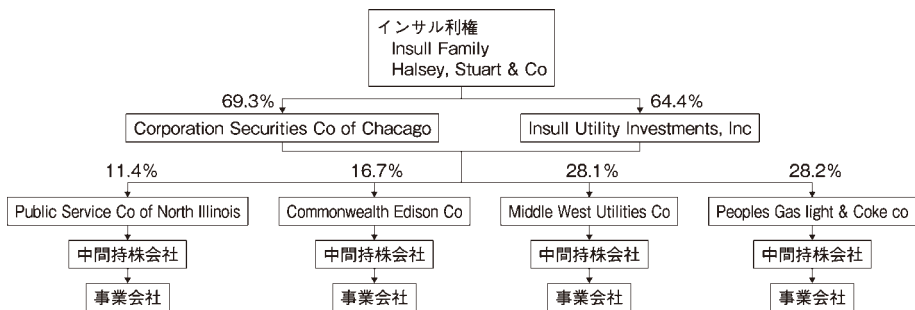 インサル利権
Insull Family
Halsey, Stuart & Co
69.3%
64.4%
Corporation Securities Co of Chacago
Insull Utility Investments, Inc
11.4%
16.7%
28.1%
28.2%
Public Service Co of North Illinois
Commonwealth Edison Co
Middle West Utilities Co
Peoples Gas light & Coke co
中間持株会社
中間持株会社
中間持株会社
中間持株会社
事業会社
事業会社
事業会社
事業会社